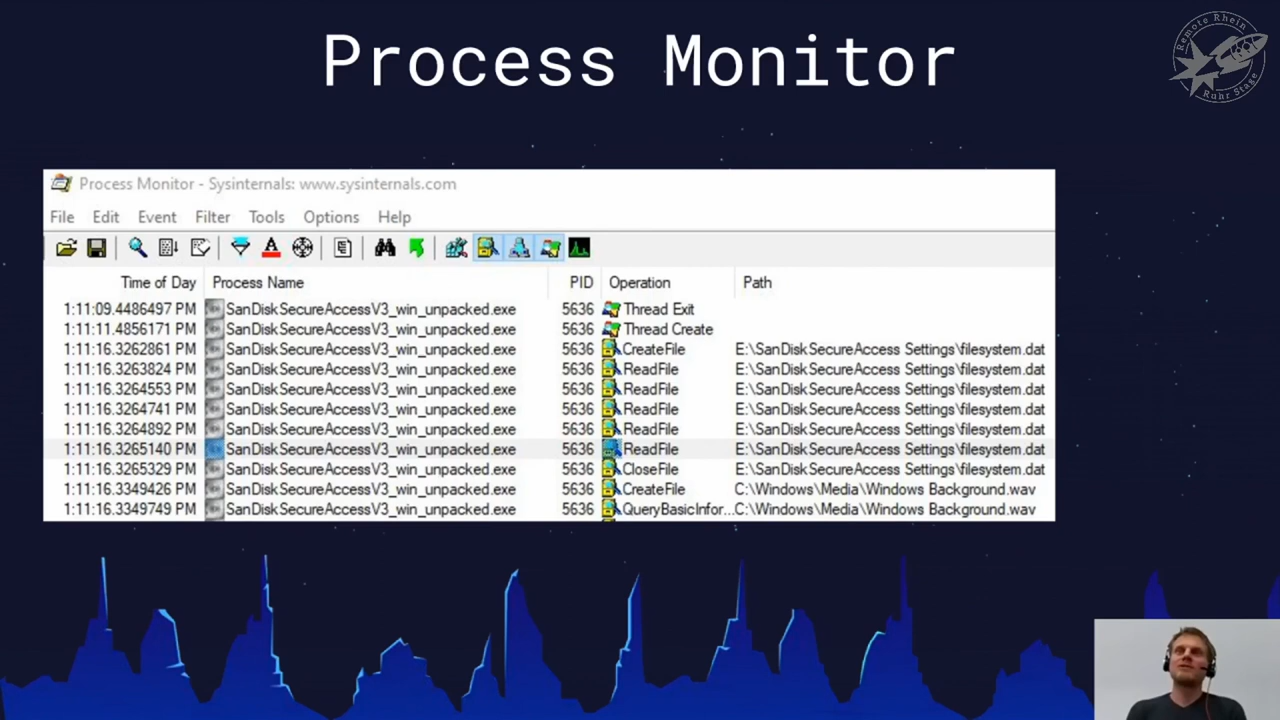 Process Monitor
Remote Rhein
Ruhr Stage
Process Monitor - Sysinternals: www.sysinternals.com
File Edit Event Filter Tools Options Help
Time of Day Process Name PID Operation Path
1:11:09.4486497 PM SanDiskSecureAccessV3_win_unpacked.exe 5636 Thread Exit
1:11:11.4856171 PM SanDiskSecureAccessV3_win_unpacked.exe 5636 Thread Create
1:11:16.3262861 PM SanDiskSecureAccessV3_win_unpacked.exe 5636 CreateFile E:\SanDiskSecureAccess Settings\filesystem.dat
1:11:16.3263824 PM SanDiskSecureAccessV3_win_unpacked.exe 5636 ReadFile E:\SanDiskSecureAccess Settings\filesystem.dat
1:11:16.3264553 PM SanDiskSecureAccessV3_win_unpacked.exe 5636 ReadFile E:\SanDiskSecureAccess Settings\filesystem.dat
1:11:16.3264741 PM SanDiskSecureAccessV3_win_unpacked.exe 5636 ReadFile E:\SanDiskSecureAccess Settings\filesystem.dat
1:11:16.3264892 PM SanDiskSecureAccessV3_win_unpacked.exe 5636 ReadFile E:\SanDiskSecureAccess Settings\filesystem.dat
1:11:16.3265140 PM SanDiskSecureAccessV3_win_unpacked.exe 5636 ReadFile E:\SanDiskSecureAccess Settings\filesystem.dat
1:11:16.3265329 PM SanDiskSecureAccessV3_win_unpacked.exe 5636 CloseFile E:\SanDiskSecureAccess Settings\filesystem.dat
1:11:16.3349426 PM SanDiskSecureAccessV3_win_unpacked.exe 5636 CreateFile C:\Windows\Media\Windows Background.wav
1:11:16.3349749 PM SanDiskSecureAccessV3_win_unpacked.exe 5636 QueryBasicInfor...C:\Windows\Media\Windows Background.wav